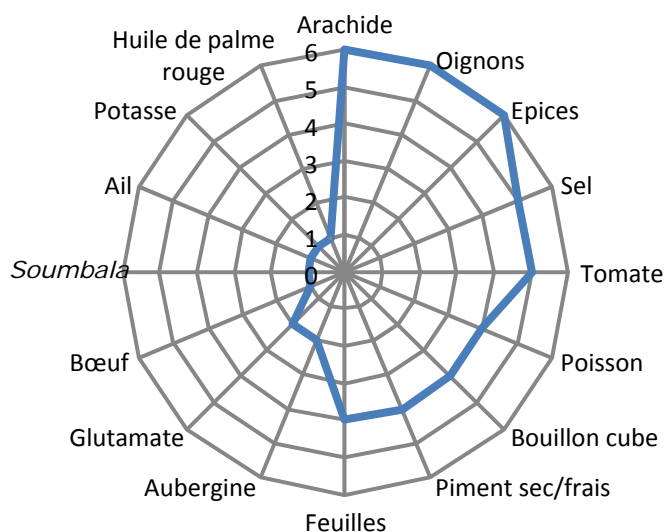 Arachide
Oignons
Epices
Sel
Tomate
Poisson
Bouillon cube
Piment sec/frais
Feuilles
Aubergine
Glutamate
Bœuf
Soumbala
Ail
Potasse
Huile de palme
rouge
6
5
4
3
2
1
0